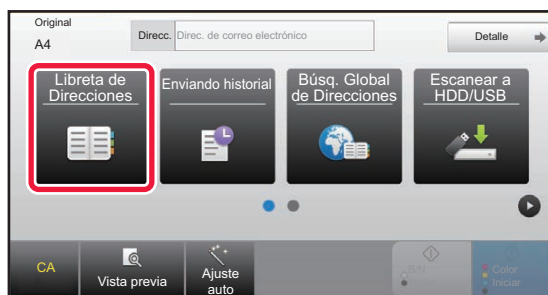 Original
A4
Direcc. Direc. de correo electrónico
Detalle
Libreta de
Direcciones
Enviando historial
Búsq. Global
de Direcciones
Escanear a
HDD/USB
CA
Vista previa
Ajuste
auto
B/N
Iniciar
Color
Iniciar